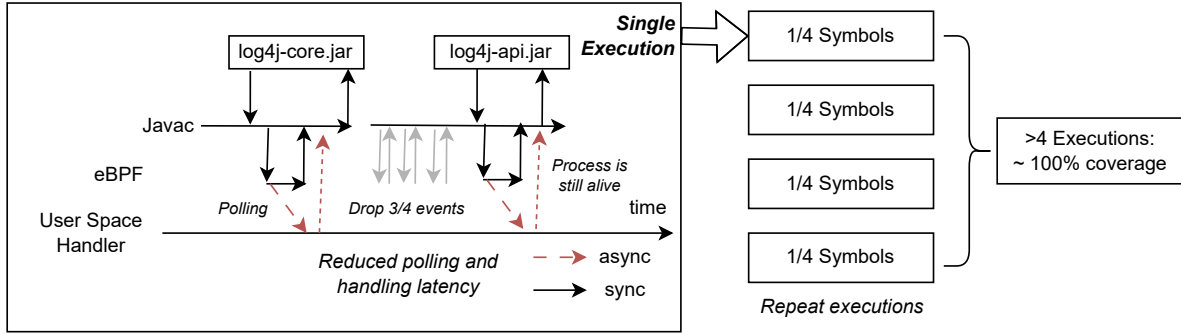 Single
Execution
log4j-core.jar
log4j-api.jar
Javac
eBPF
Polling
Drop 3/4 events
Process is
still alive
time
User Space
Handler
Reduced polling and
handling latency
async
sync
1/4 Symbols
1/4 Symbols
1/4 Symbols
1/4 Symbols
Repeat executions
>4 Executions:
~ 100% coverage